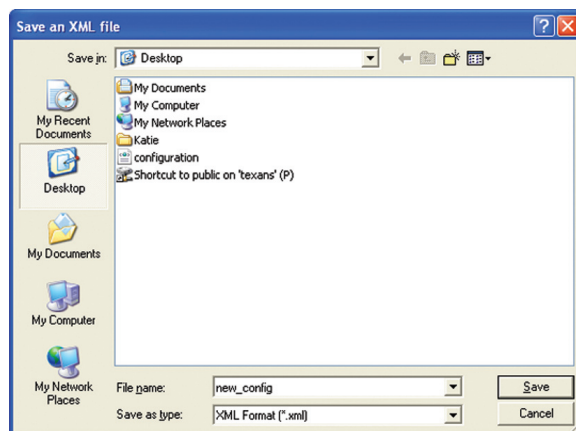 Save an XML file
Save in: Desktop
My Recent Documents
Desktop
My Documents
My Computer
My Network Places
My Documents
My Computer
My Network Places
Katie
configuration
Shortcut to public on 'texans' (P)
File name: new_config Save
Save as type: XML Format (*.xml) Cancel